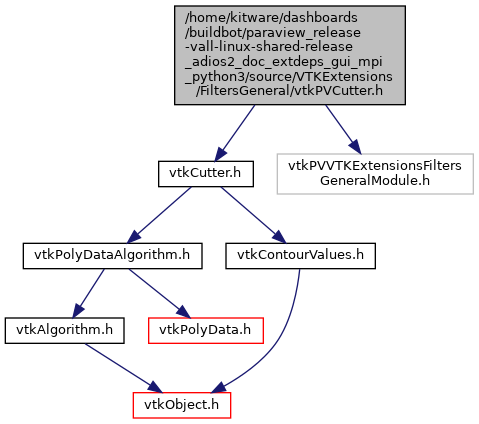 /home/kitware/dashboards
/buildbot/paraview_release
-vall-linux-shared-release
_adios2_doc_extdeps_gui_mpi
_python3/source/VTKExtensions
/FiltersGeneral/vtkPVCutter.h
vtkCutter.h
vtkPVVTKExtensionsFilters
GeneralModule.h
vtkPolyDataAlgorithm.h
vtkContourValues.h
vtkAlgorithm.h
vtkPolyData.h
vtkObject.h